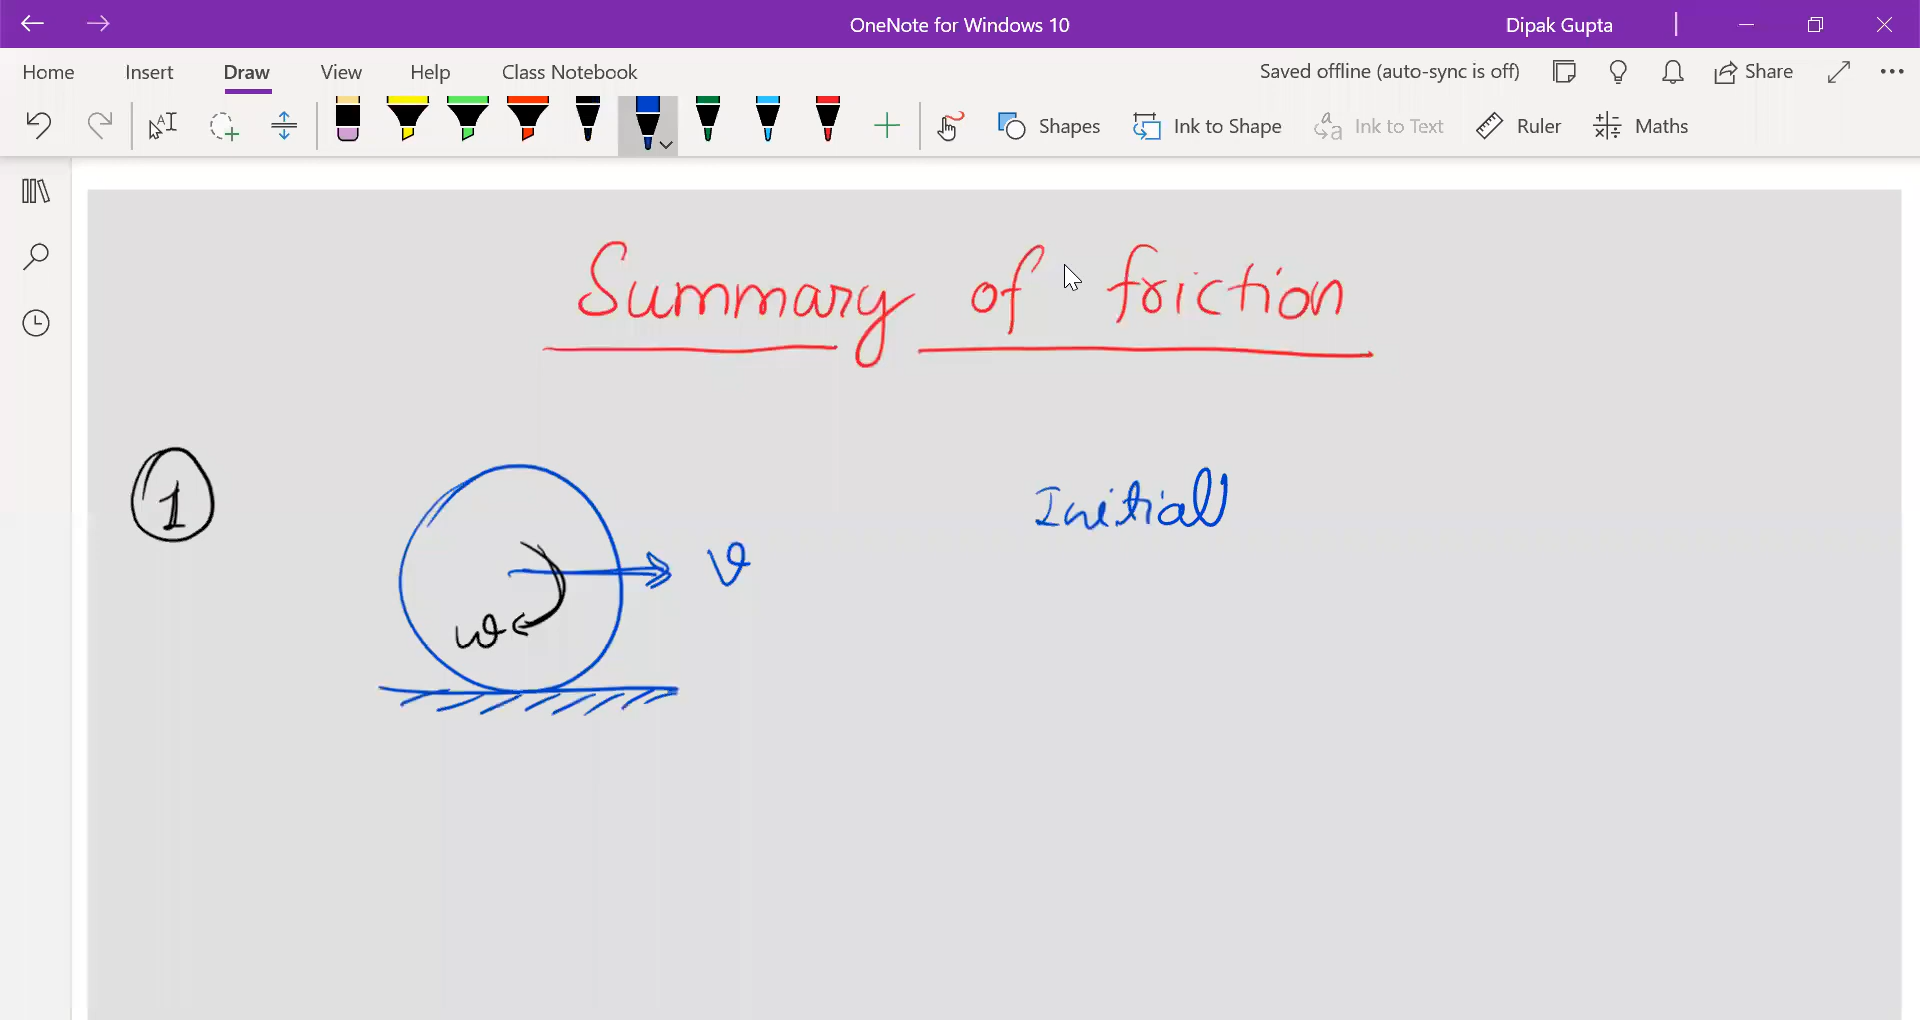 OneNote for Windows 10
Dipak Gupta
Home Insert Draw View Help Class Notebook
Saved offline (auto-sync is off) Share
Shapes Ink to Shape Ink to Text Ruler Maths
Summary of friction
1
Initial
v
ω